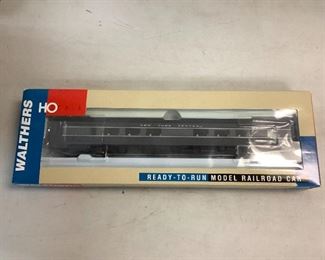 WALTHERS
HO
NEW YORK CENTRAL
READY-TO-RUN MODEL RAILROAD CAR